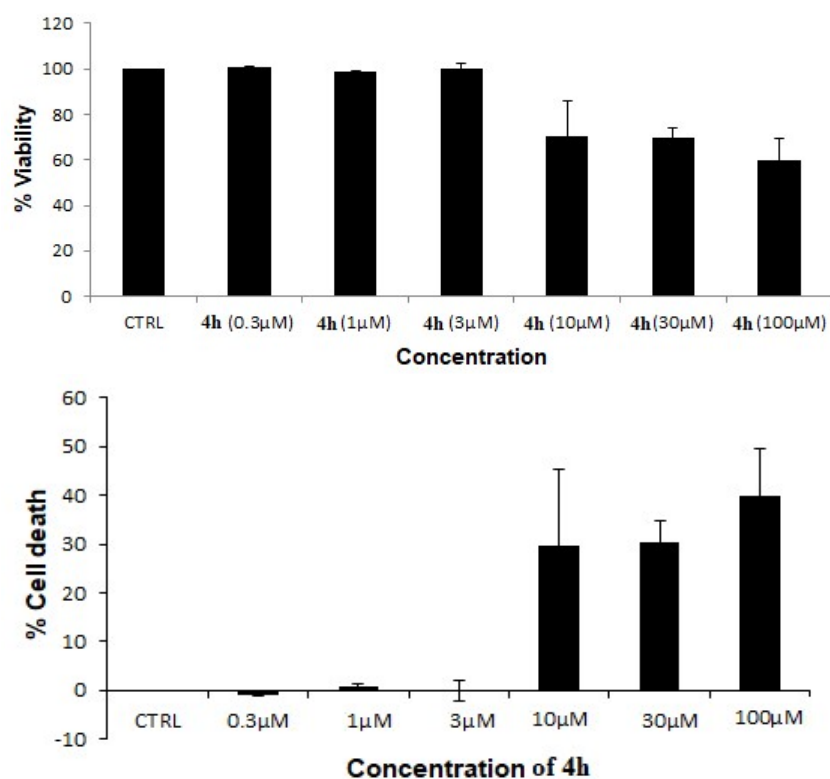 120
100
80
60
40
20
0
% Viability
CTRL 4h (0.3µM) 4h (1µM) 4h (3µM) 4h (10µM) 4h (30µM) 4h (100µM)
Concentration
60
50
40
30
20
10
0
-10
% Cell death
CTRL 0.3µM 1µM 3µM 10µM 30µM 100µM
Concentration of 4h